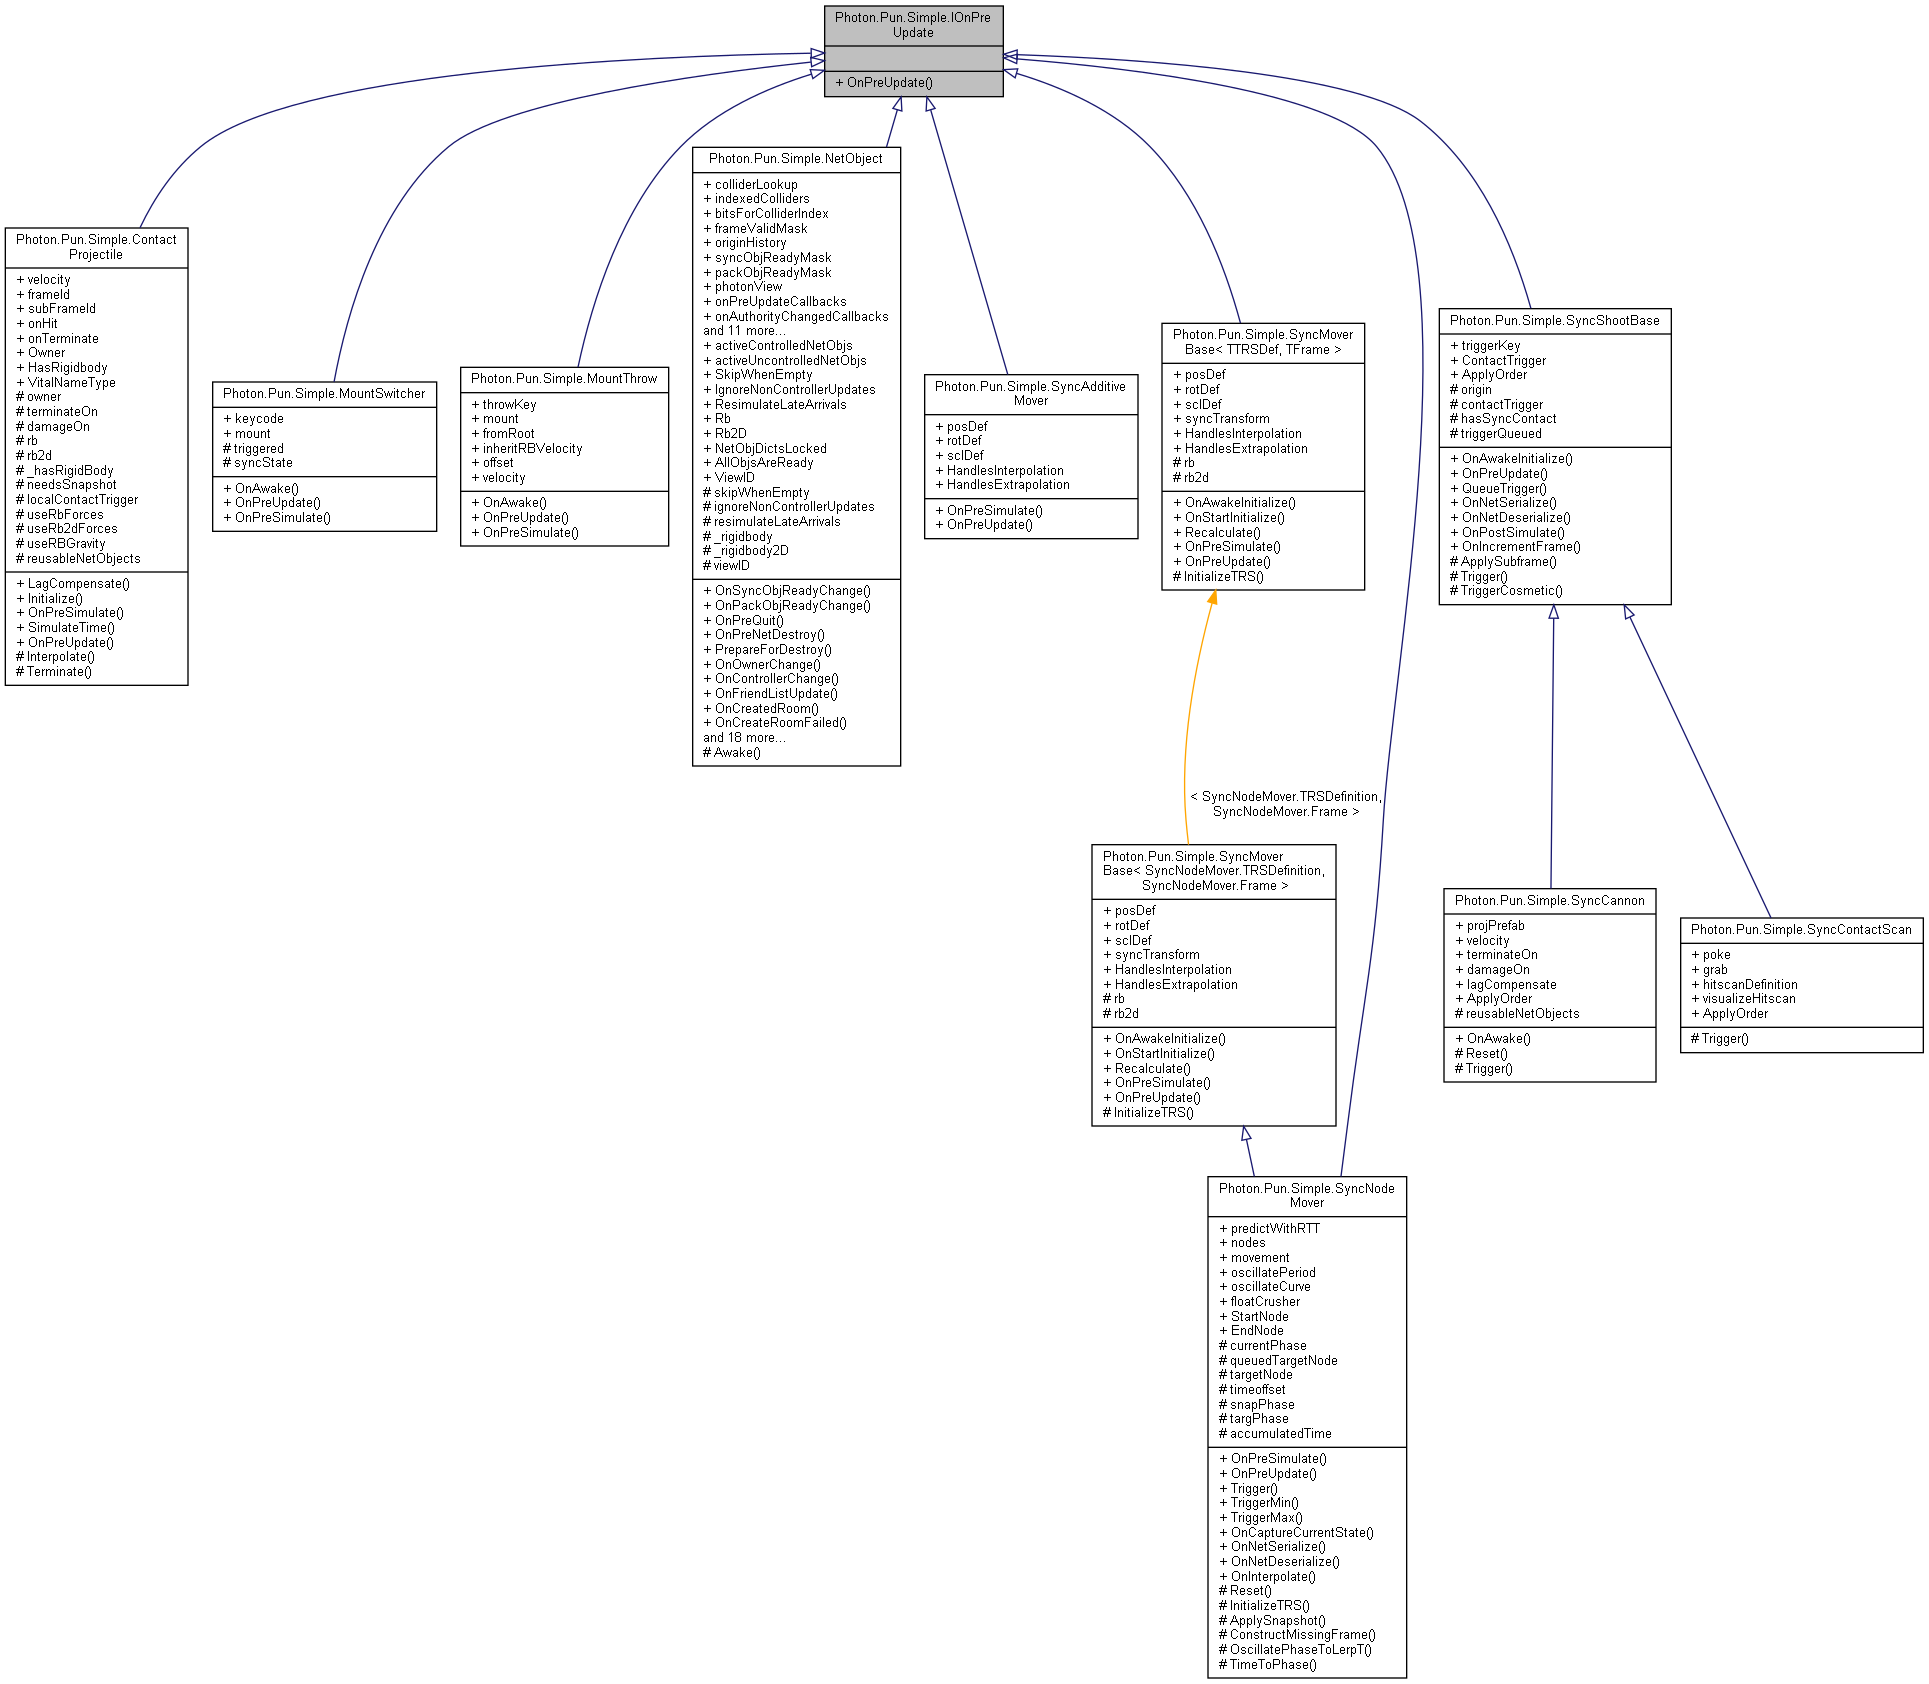 Photon.Pun.Simple.IOnPre
Update
+ OnPreUpdate()
Photon.Pun.Simple.Contact
Projectile
+ velocity
+ frameId
+ subFrameId
+ onHit
+ onTerminate
+ Owner
+ HasRigidbody
+ VitalNameType
# owner
# terminateOn
# damageOn
# rb
# rb2d
# _hasRigidBody
# needsSnapshot
# localContactTrigger
# useRbForces
# useRb2dForces
# useRBGravity
# reusableNetObjects
+ LagCompensate()
+ Initialize()
+ OnPreSimulate()
+ SimulateTime()
+ OnPreUpdate()
# Interpolate()
# Terminate()
Photon.Pun.Simple.MountSwitcher
+ keycode
+ mount
# triggered
# syncState
+ OnAwake()
+ OnPreUpdate()
+ OnPreSimulate()
Photon.Pun.Simple.MountThrow
+ throwKey
+ mount
+ fromRoot
+ inheritRBVelocity
+ offset
+ velocity
+ OnAwake()
+ OnPreUpdate()
+ OnPreSimulate()
Photon.Pun.Simple.NetObject
+ colliderLookup
+ indexedColliders
+ bitsForColliderIndex
+ frameValidMask
+ originHistory
+ syncObjReadyMask
+ packObjReadyMask
+ photonView
+ onPreUpdateCallbacks
+ onAuthorityChangedCallbacks
and 11 more...
+ activeControlledNetObjs
+ activeUncontrolledNetObjs
+ SkipWhenEmpty
+ IgnoreNonControllerUpdates
+ ResimulateLateArrivals
+ Rb
+ Rb2D
+ NetObjDictsLocked
+ AllObjsAreReady
+ ViewID
# skipWhenEmpty
# ignoreNonControllerUpdates
# resimulateLateArrivals
# _rigidbody
# _rigidbody2D
# viewID
+ OnSyncObjReadyChange()
+ OnPackObjReadyChange()
+ OnPreQuit()
+ OnPreNetDestroy()
+ PrepareForDestroy()
+ OnOwnerChange()
+ OnControllerChange()
+ OnFriendListUpdate()
+ OnCreatedRoom()
+ OnCreateRoomFailed()
and 18 more...
# Awake()
Photon.Pun.Simple.SyncAdditive
Mover
+ posDef
+ rotDef
+ sclDef
+ HandlesInterpolation
+ HandlesExtrapolation
+ OnPreSimulate()
+ OnPreUpdate()
Photon.Pun.Simple.SyncMover
Base< TTRSDef, TFrame >
+ posDef
+ rotDef
+ sclDef
+ syncTransform
+ HandlesInterpolation
+ HandlesExtrapolation
# rb
# rb2d
+ OnAwakeInitialize()
+ OnStartInitialize()
+ Recalculate()
+ OnPreSimulate()
+ OnPreUpdate()
# InitializeTRS()
Photon.Pun.Simple.SyncShootBase
+ triggerKey
+ ContactTrigger
+ ApplyOrder
# origin
# contactTrigger
# hasSyncContact
# triggerQueued
+ OnAwakeInitialize()
+ OnPreUpdate()
+ QueueTrigger()
+ OnNetSerialize()
+ OnNetDeserialize()
+ OnPostSimulate()
+ OnIncrementFrame()
# ApplySubframe()
# Trigger()
# TriggerCosmetic()
< SyncNodeMover.TRSDefinition,
SyncNodeMover.Frame >
Photon.Pun.Simple.SyncMover
Base< SyncNodeMover.TRSDefinition,
SyncNodeMover.Frame >
+ posDef
+ rotDef
+ sclDef
+ syncTransform
+ HandlesInterpolation
+ HandlesExtrapolation
# rb
# rb2d
+ OnAwakeInitialize()
+ OnStartInitialize()
+ Recalculate()
+ OnPreSimulate()
+ OnPreUpdate()
# InitializeTRS()
Photon.Pun.Simple.SyncCannon
+ projPrefab
+ velocity
+ terminateOn
+ damageOn
+ lagCompensate
+ ApplyOrder
# reusableNetObjects
+ OnAwake()
# Reset()
# Trigger()
Photon.Pun.Simple.SyncContactScan
+ poke
+ grab
+ hitscanDefinition
+ visualizeHitscan
+ ApplyOrder
# Trigger()
Photon.Pun.Simple.SyncNode
Mover
+ predictWithRTT
+ nodes
+ movement
+ oscillatePeriod
+ oscillateCurve
+ floatCrusher
+ StartNode
+ EndNode
# currentPhase
# queuedTargetNode
# targetNode
# timeoffset
# snapPhase
# targPhase
# accumulatedTime
+ OnPreSimulate()
+ OnPreUpdate()
+ Trigger()
+ TriggerMin()
+ TriggerMax()
+ OnCaptureCurrentState()
+ OnNetSerialize()
+ OnNetDeserialize()
+ OnInterpolate()
# Reset()
# InitializeTRS()
# ApplySnapshot()
# ConstructMissingFrame()
# OscillatePhaseToLerpT()
# TimeToPhase()